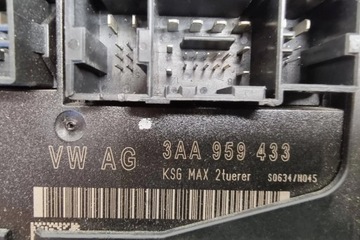 VW AG 3AA 959 433
KSG MAX 2tuerer S0634/H045